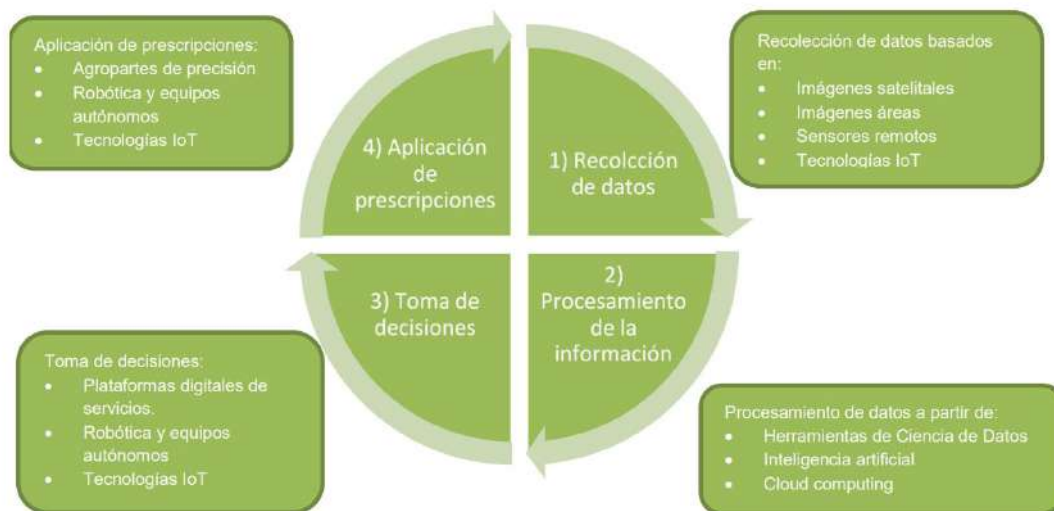 Aplicación de prescripciones:
• Agropartes de precisión
• Robótica y equipos
autónomos
• Tecnologías IoT
Recolección de datos basados
en:
• Imágenes satelitales
• Imágenes áreas
• Sensores remotos
• Tecnologías IoT
4) Aplicación
de
prescripciones
1) Recolcción
de datos
3) Toma de
decisiones
2)
Procesamiento
de la
información
Toma de decisiones:
• Plataformas digitales de
servicios.
• Robótica y equipos
autónomos
• Tecnologías IoT
Procesamiento de datos a partir de:
• Herramientas de Ciencia de Datos
• Inteligencia artificial
• Cloud computing